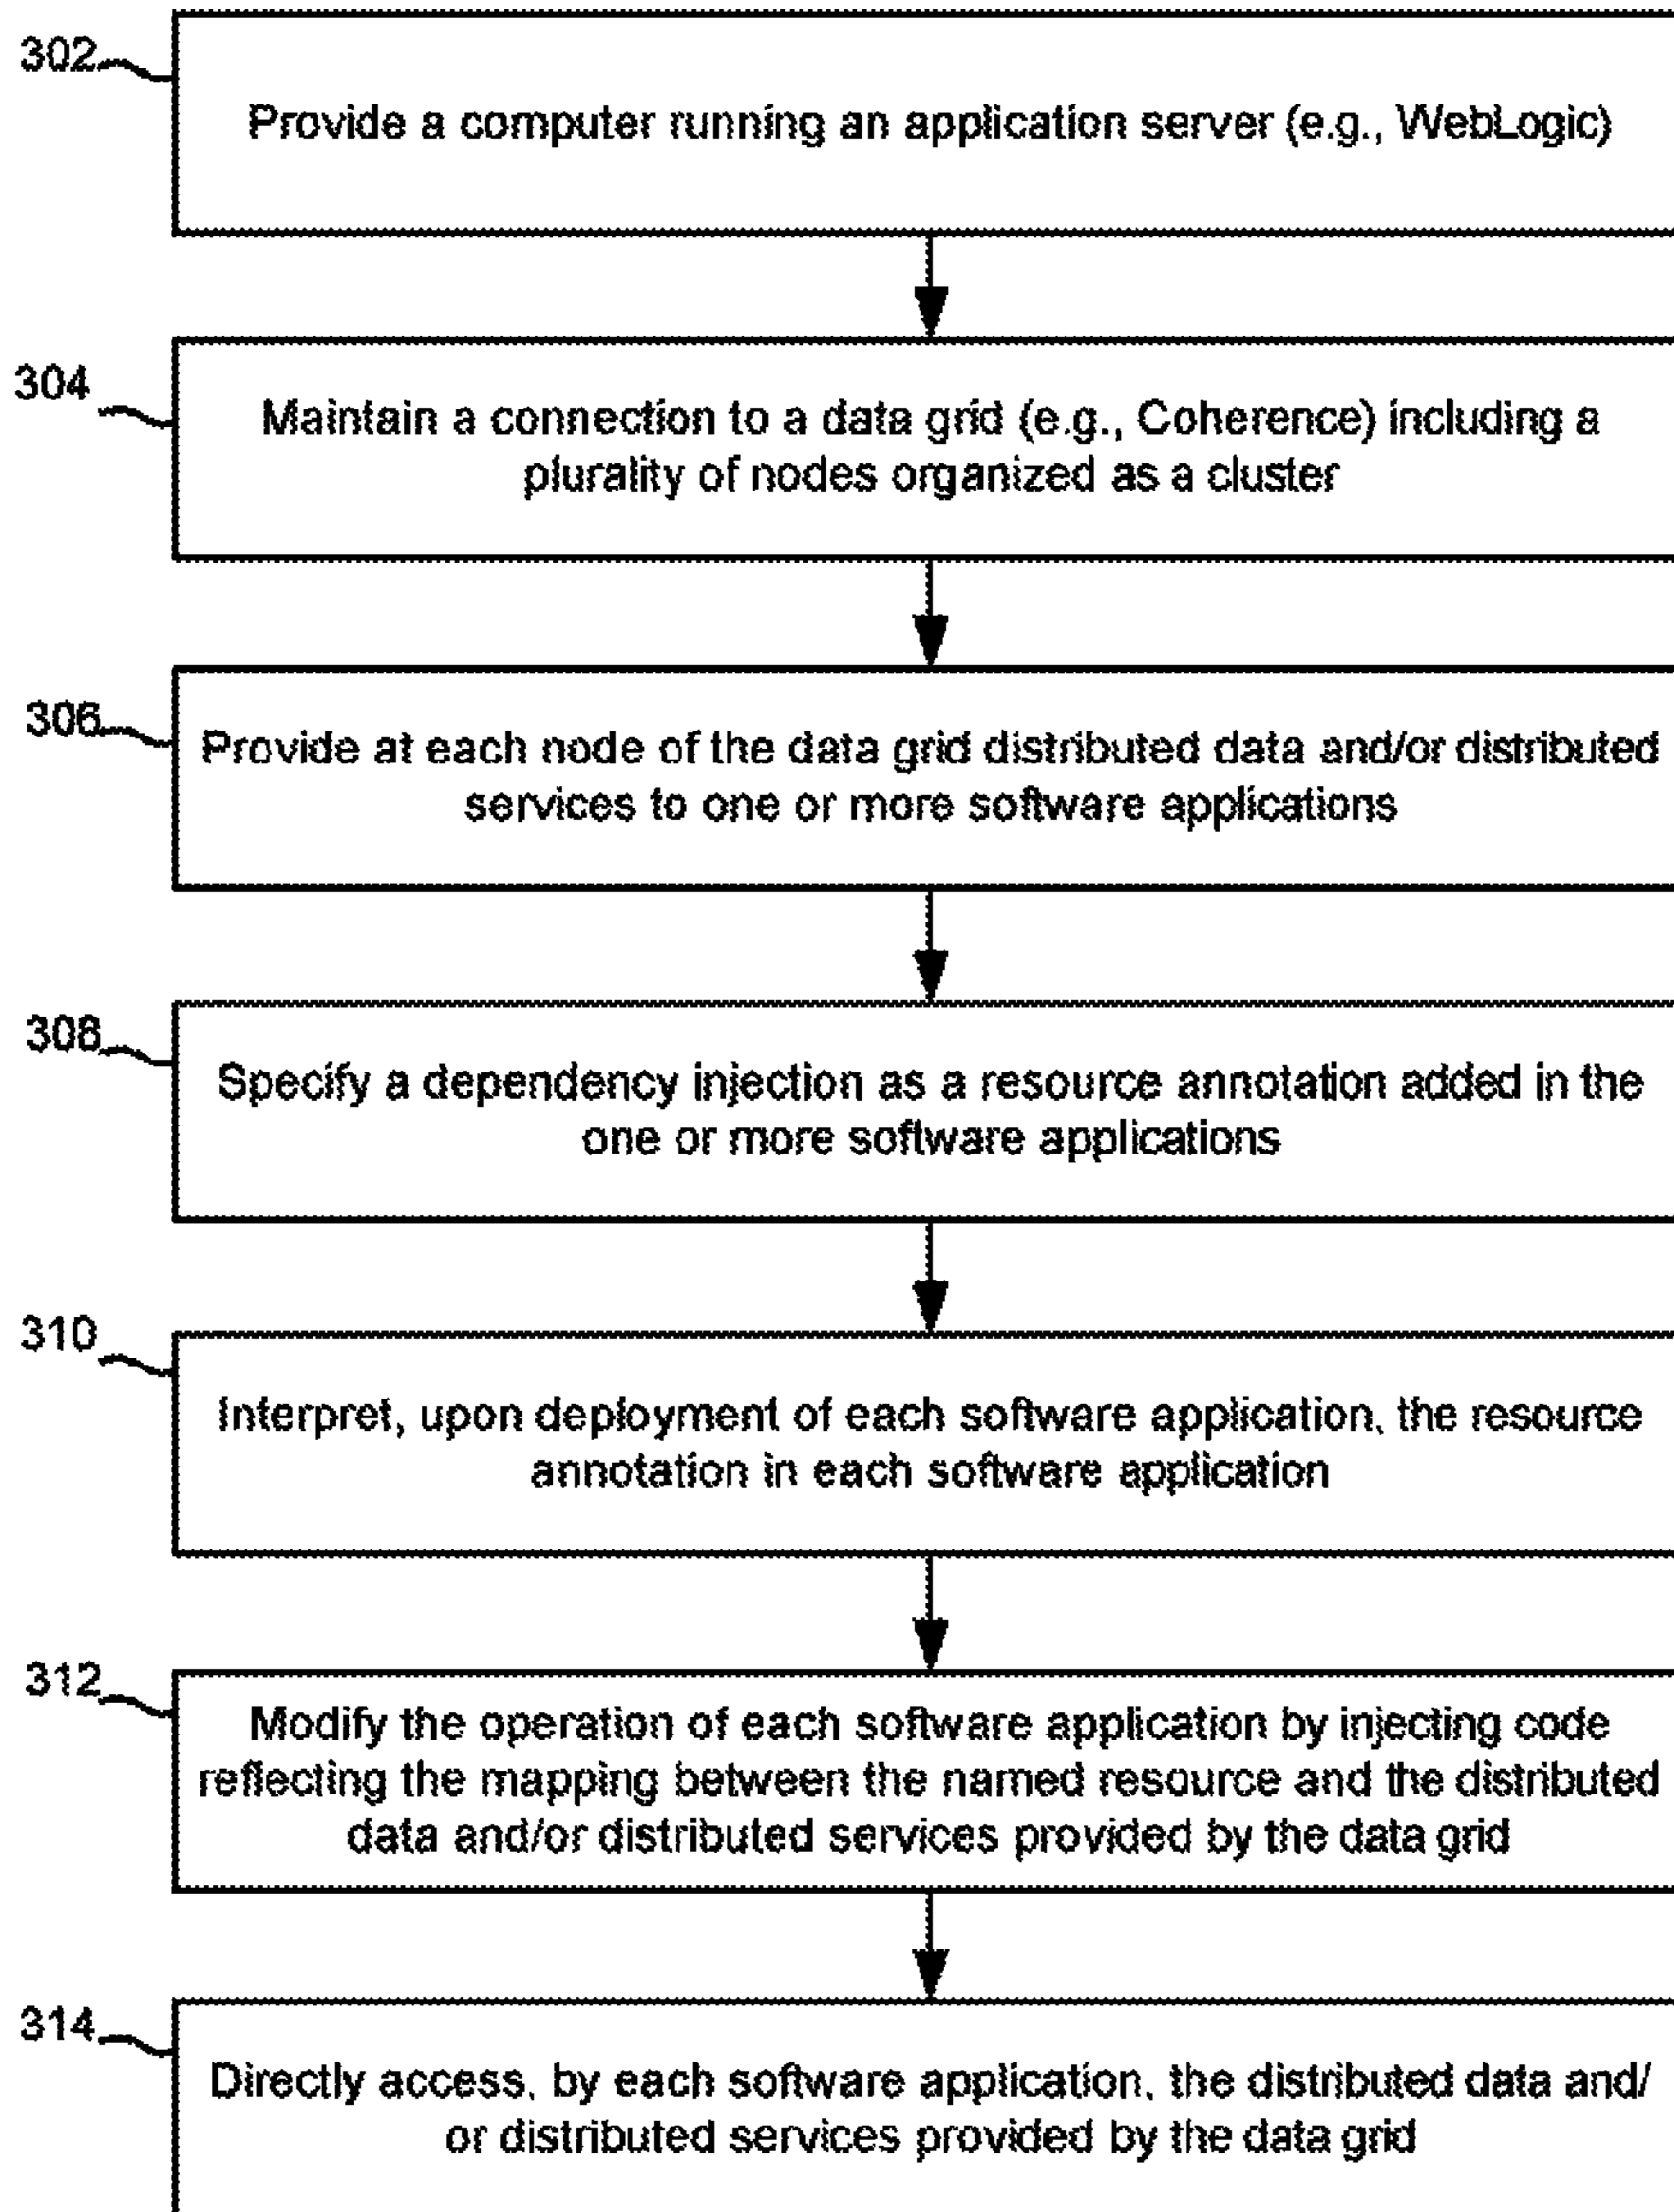 302
Provide a computer running an application server (e.g., WebLogic)
304
Maintain a connection to a data grid (e.g., Coherence) including a
plurality of nodes organized as a cluster
306
Provide at each node of the data grid distributed data and/or distributed
services to one or more software applications
308
Specify a dependency injection as a resource annotation added in the
one or more software applications
310
Interpret, upon deployment of each software application, the resource
annotation in each software application
312
Modify the operation of each software application by injecting code
reflecting the mapping between the named resource and the distributed
data and/or distributed services provided by the data grid
314
Directly access, by each software application, the distributed data and/
or distributed services provided by the data grid